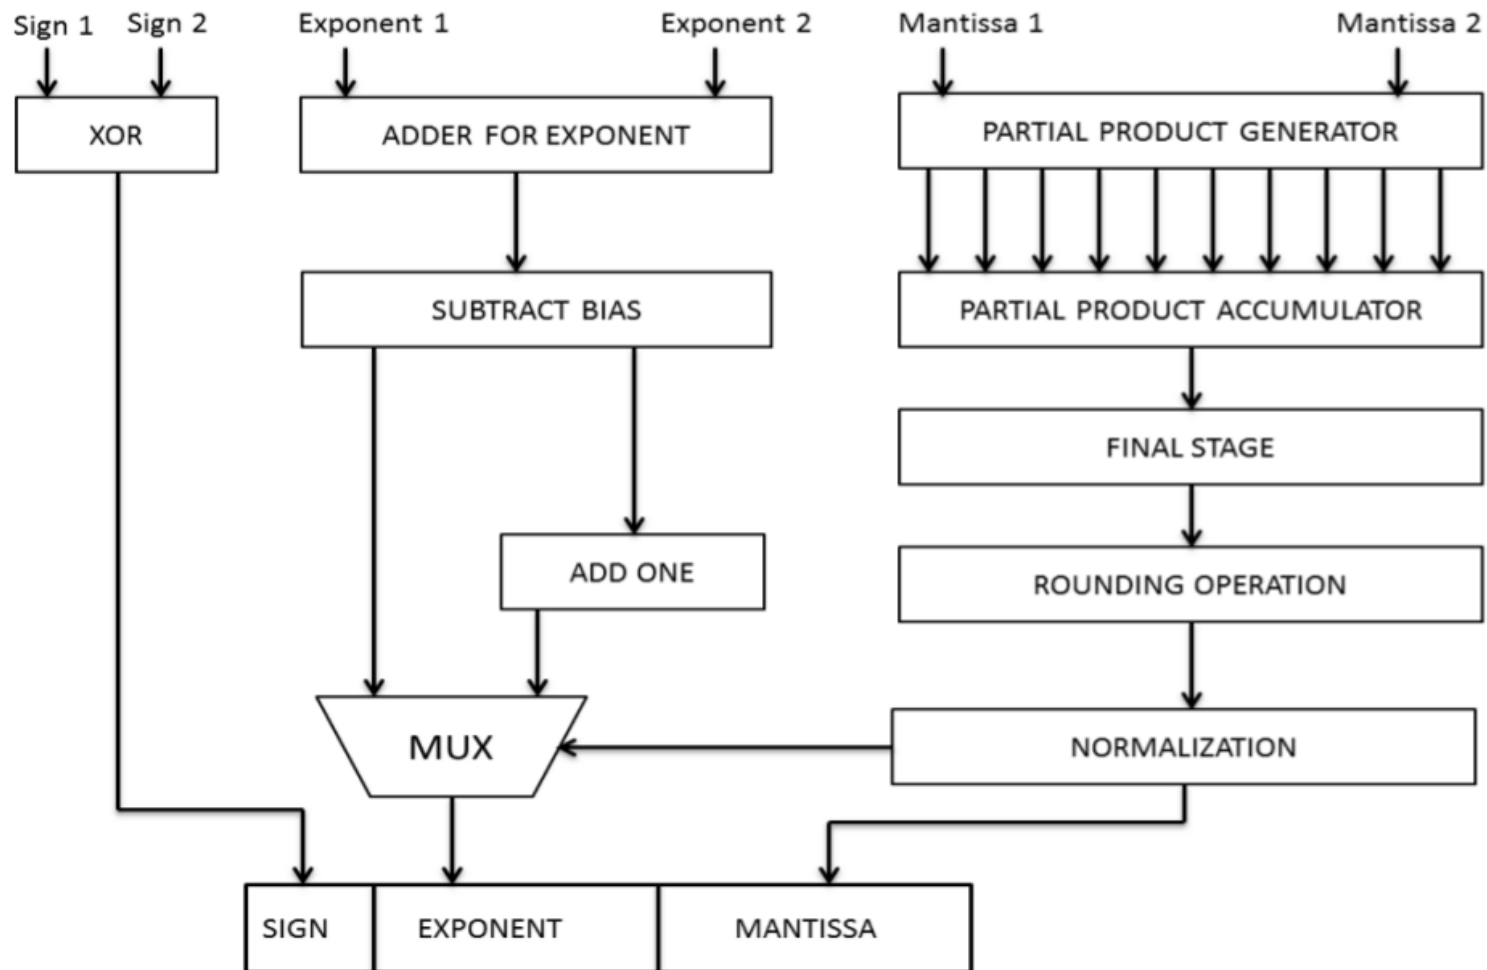 Sign 1 Sign 2 Exponent 1 Exponent 2 Mantissa 1 Mantissa 2
XOR ADDER FOR EXPONENT PARTIAL PRODUCT GENERATOR
SUBTRACT BIAS PARTIAL PRODUCT ACCUMULATOR
FINAL STAGE
ADD ONE ROUNDING OPERATION
MUX NORMALIZATION
SIGN EXPONENT MANTISSA